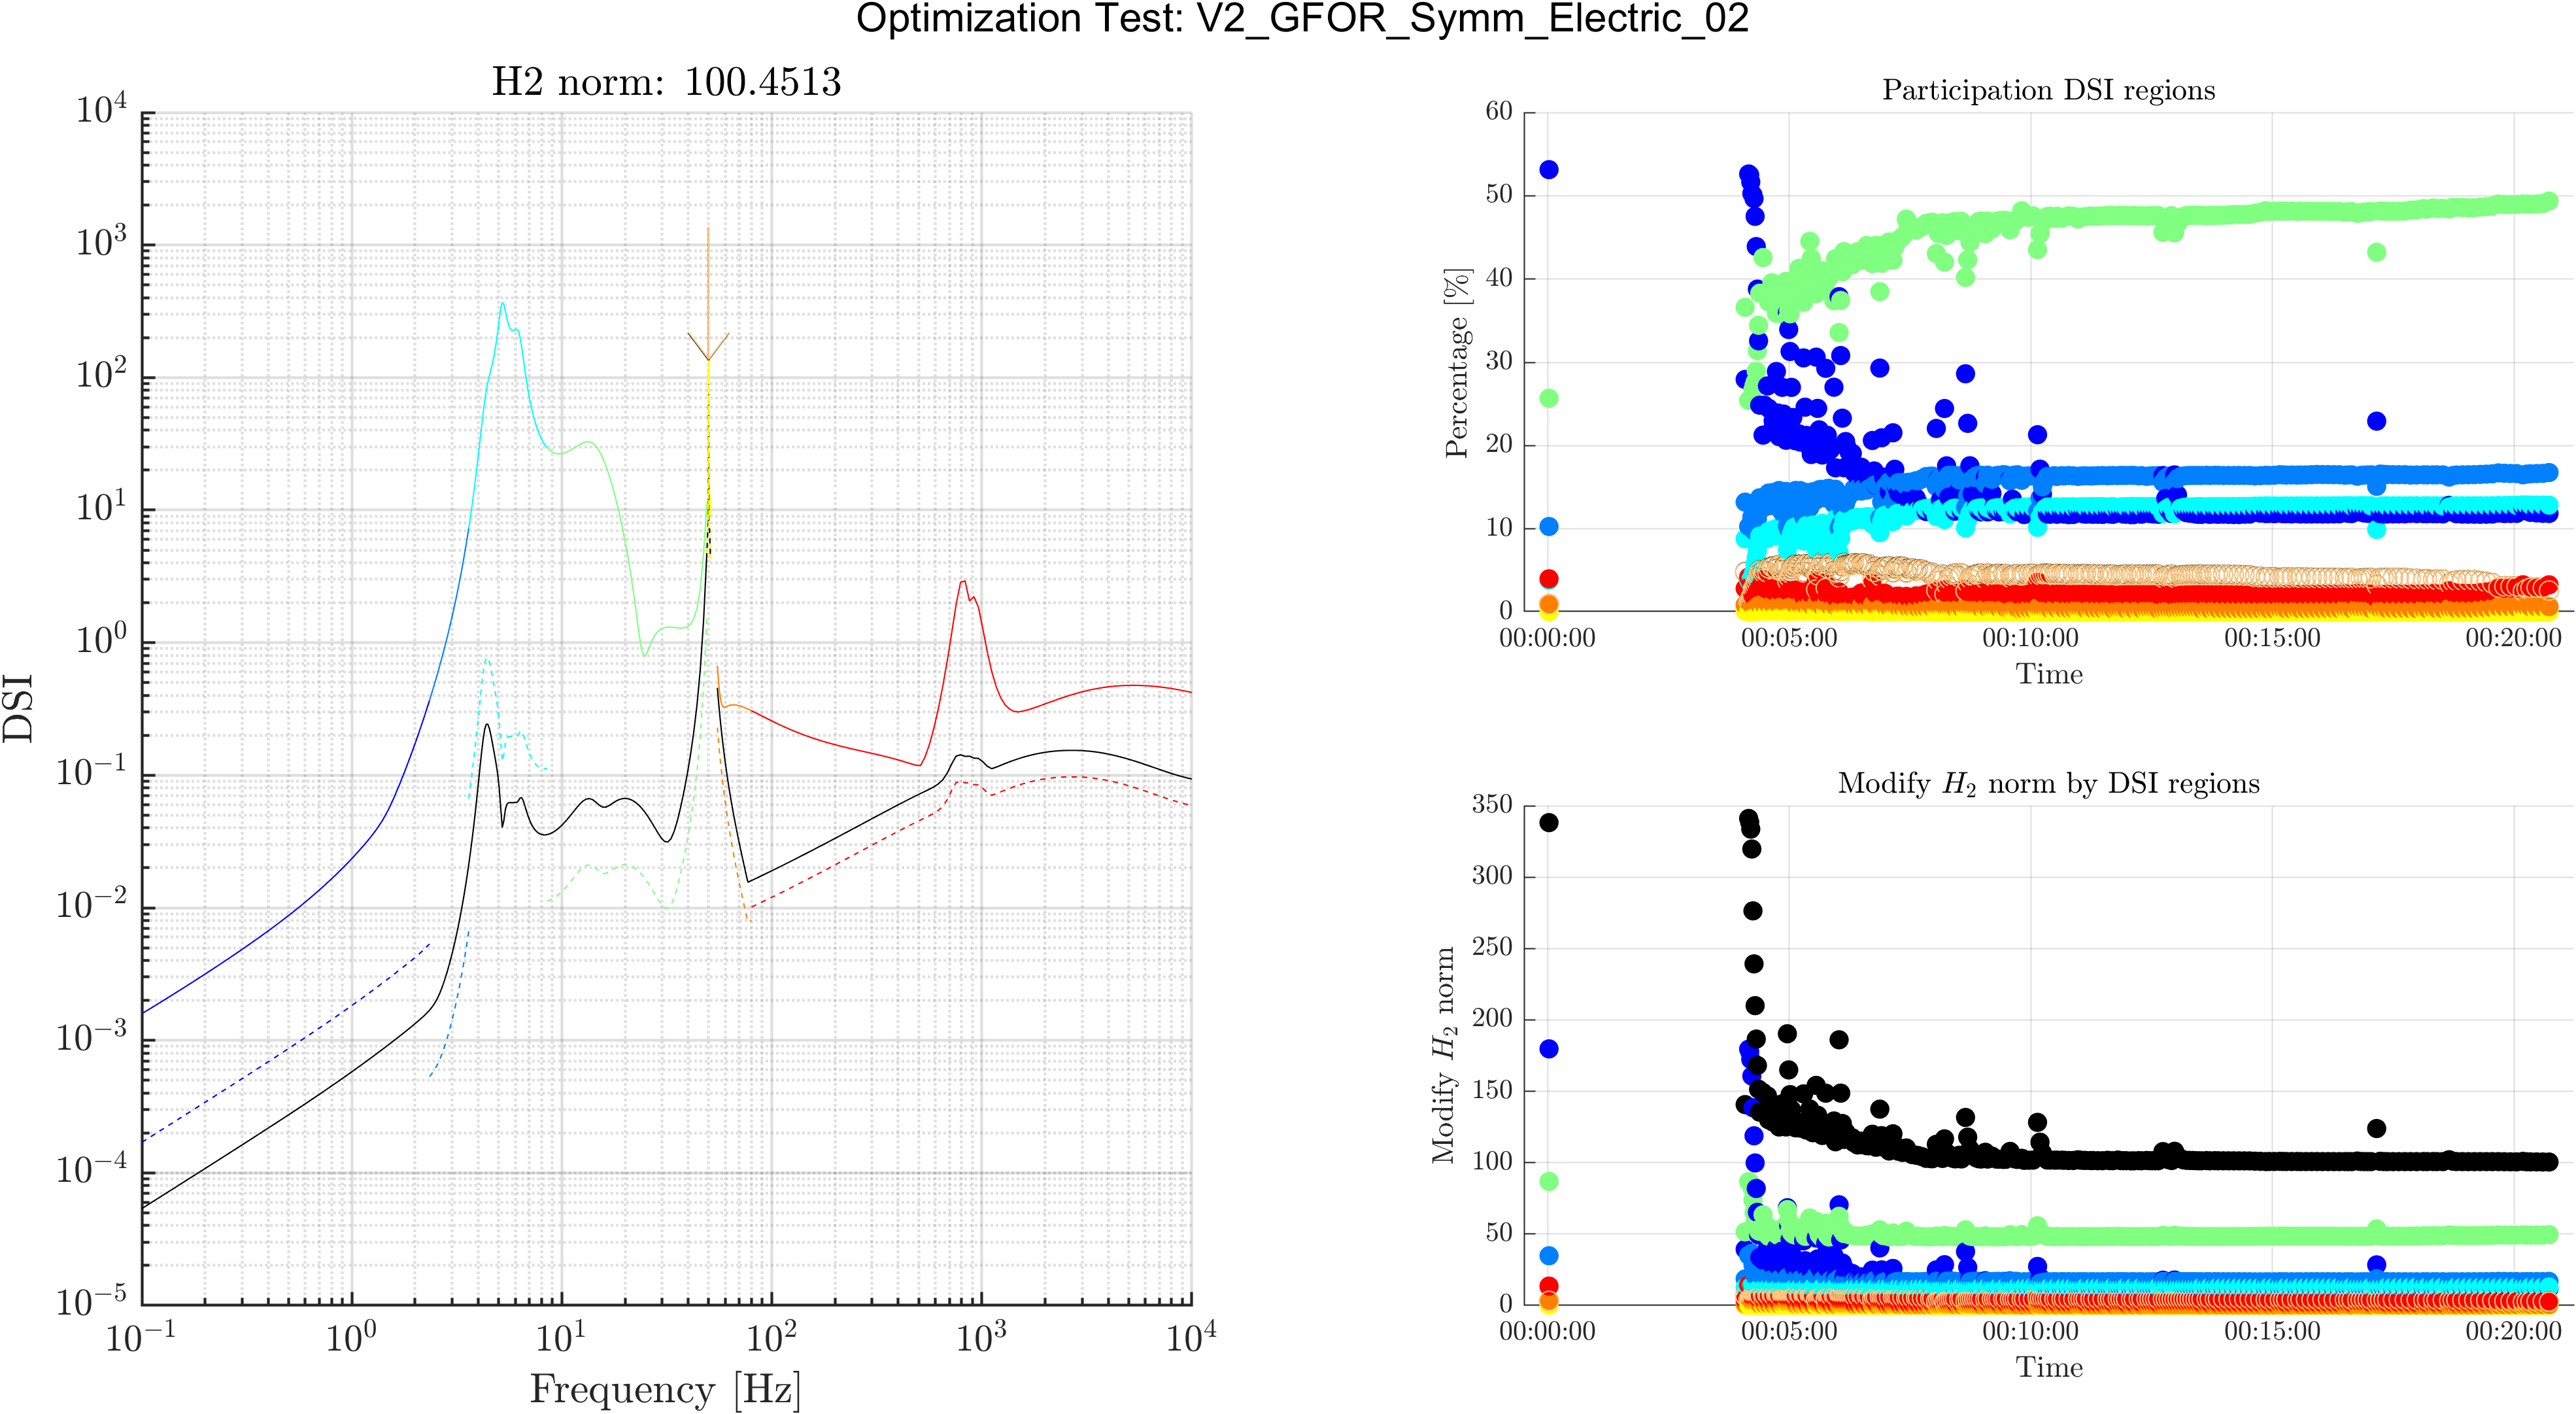 Optimization Test: V2_GFOR_Symm_Electric_02
H2 norm: 100.4513
10^4
10^3
10^2
10^1
10^0
10^−1
10^−2
10^−3
10^−4
10^−5
DSI
10^−1 10^0 10^1 10^2 10^3 10^4
Frequency [Hz]
Participation DSI regions
60
50
40
30
20
10
0
Percentage [%]
00:00:00 00:05:00 00:10:00 00:15:00 00:20:00
Time
Modify H_2 norm by DSI regions
350
300
250
200
150
100
50
0
Modify H_2 norm
00:00:00 00:05:00 00:10:00 00:15:00 00:20:00
Time